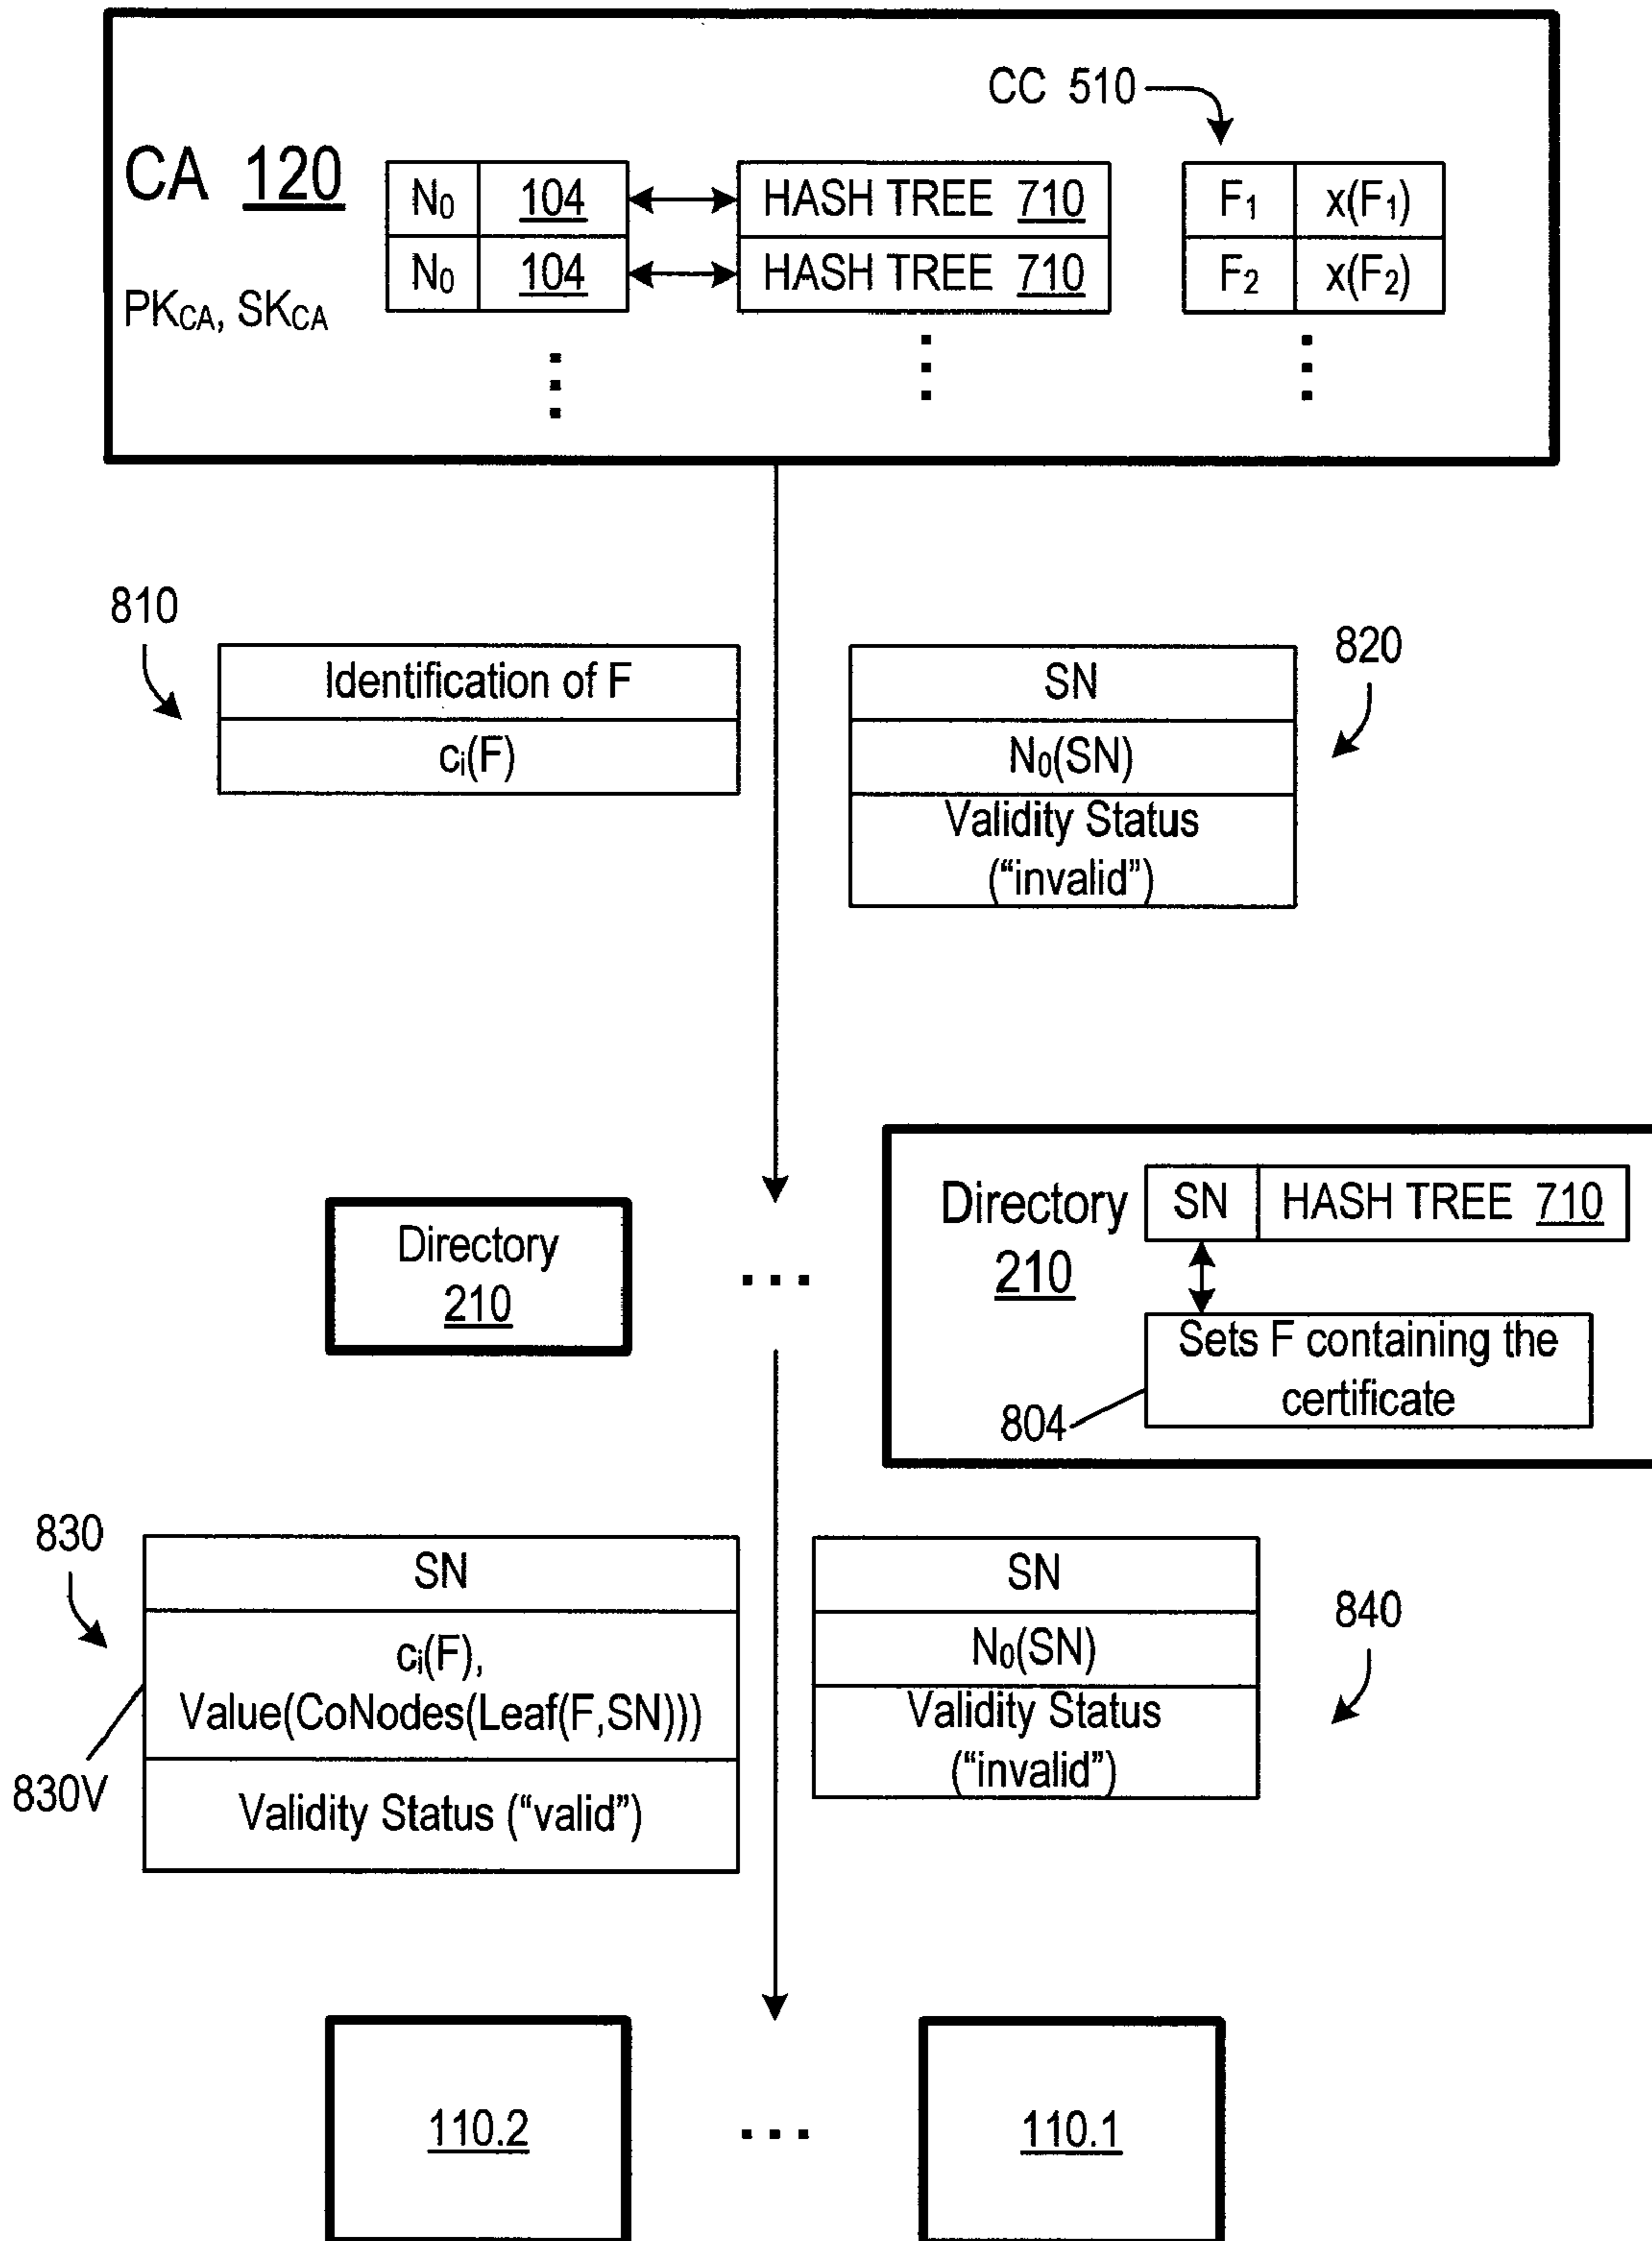 CC 510
CA 120
N₀ 104 HASH TREE 710 F₁ x(F₁)
N₀ 104 HASH TREE 710 F₂ x(F₂)
PK_CA, SK_CA
810
Identification of F
cᵢ(F)
820
SN
N₀(SN)
Validity Status
(“invalid”)
Directory
210
...
Directory
210
SN HASH TREE 710
Sets F containing the
certificate
804
830
SN
cᵢ(F),
Value(CoNodes(Leaf(F,SN)))
Validity Status (“valid”)
830V
SN
N₀(SN)
Validity Status
(“invalid”)
840
110.2 ... 110.1